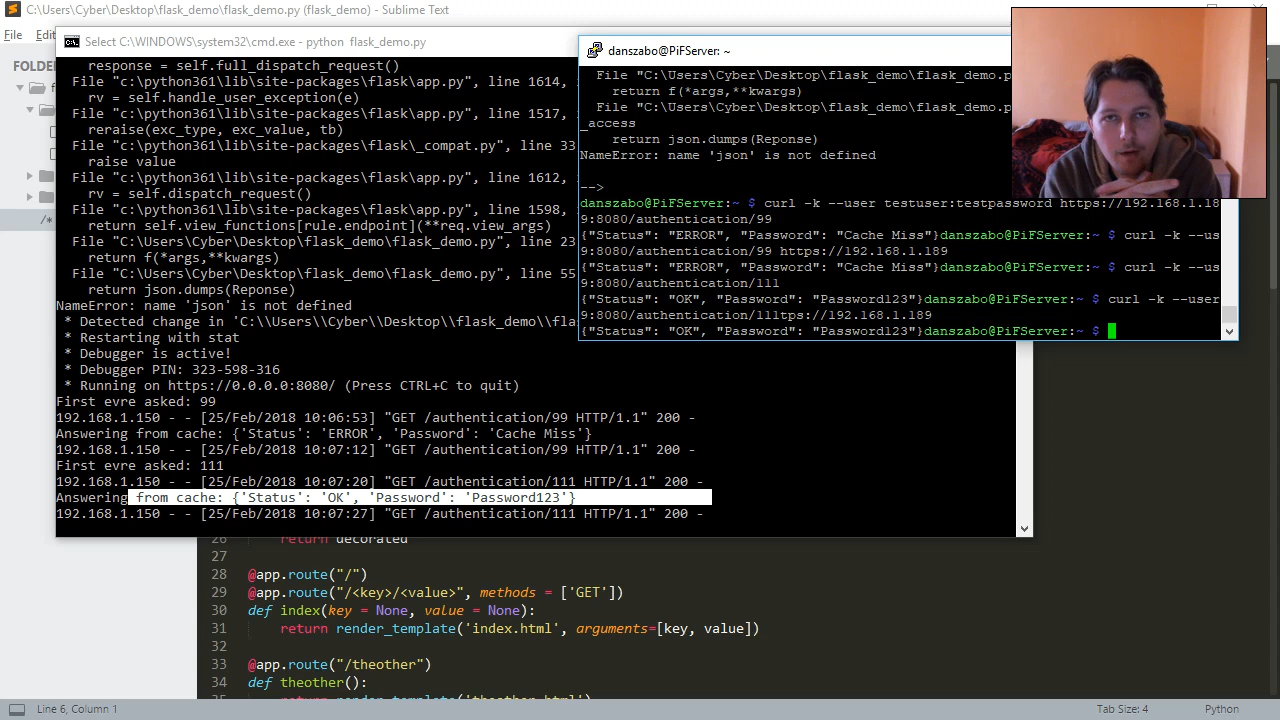 C:\Users\Cyber\Desktop\flask_demo\flask_demo.py (flask_demo) - Sublime Text
File
FOLDER
Select C:\WINDOWS\system32\cmd.exe - python  flask_demo.py
response = self.full_dispatch_request()
File "c:\python361\lib\site-packages\flask\app.py", line 1614,
rv = self.handle_user_exception(e)
File "c:\python361\lib\site-packages\flask\app.py", line 1517,
reraise(exc_type, exc_value, tb)
File "c:\python361\lib\site-packages\flask\_compat.py", line 33
raise value
File "c:\python361\lib\site-packages\flask\app.py", line 1612,
rv = self.dispatch_request()
File "c:\python361\lib\site-packages\flask\app.py", line 1598,
return self.view_functions[rule.endpoint](**req.view_args)
File "C:\Users\Cyber\Desktop\flask_demo\flask_demo.py", line 23
return f(*args,**kwargs)
File "C:\Users\Cyber\Desktop\flask_demo\flask_demo.py", line 55
return json.dumps(Reponse)
NameError: name 'json' is not defined
* Detected change in 'C:\\Users\\Cyber\\Desktop\\flask_demo\\fla
* Restarting with stat
* Debugger is active!
* Debugger PIN: 323-598-316
* Running on https://0.0.0.0:8080/ (Press CTRL+C to quit)
First evre asked: 99
192.168.1.150 - - [25/Feb/2018 10:06:53] "GET /authentication/99 HTTP/1.1" 200 -
Answering from cache: {'Status': 'ERROR', 'Password': 'Cache Miss'}
192.168.1.150 - - [25/Feb/2018 10:07:12] "GET /authentication/99 HTTP/1.1" 200 -
First evre asked: 111
192.168.1.150 - - [25/Feb/2018 10:07:20] "GET /authentication/111 HTTP/1.1" 200 -
Answering from cache: {'Status': 'OK', 'Password': 'Password123'}
192.168.1.150 - - [25/Feb/2018 10:07:27] "GET /authentication/111 HTTP/1.1" 200 -
danszabo@PiFServer: ~
File "C:\Users\Cyber\Desktop\flask_demo\flask_demo.p
return f(*args,**kwargs)
File "C:\Users\Cyber\Desktop\flask_demo\flask_demo.p
_access
return json.dumps(Reponse)
NameError: name 'json' is not defined
-->
danszabo@PiFServer:~ $ curl -k --user testuser:testpassword https://192.168.1.18
9:8080/authentication/99
{"Status": "ERROR", "Password": "Cache Miss"}danszabo@PiFServer:~ $ curl -k --us
9:8080/authentication/99 https://192.168.1.189
{"Status": "ERROR", "Password": "Cache Miss"}danszabo@PiFServer:~ $ curl -k --us
9:8080/authentication/111
{"Status": "OK", "Password": "Password123"}danszabo@PiFServer:~ $ curl -k --user
9:8080/authentication/111tps://192.168.1.189
{"Status": "OK", "Password": "Password123"}danszabo@PiFServer:~ $
/*
26 return decorated
27
28 @app.route("/")
29 @app.route("/<key>/<value>", methods = ['GET'])
30 def index(key = None, value = None):
31 return render_template('index.html', arguments=[key, value])
32
33 @app.route("/theother")
34 def theother():
35 return render_template('theother.html')
Line 6, Column 1
Tab Size: 4
Python